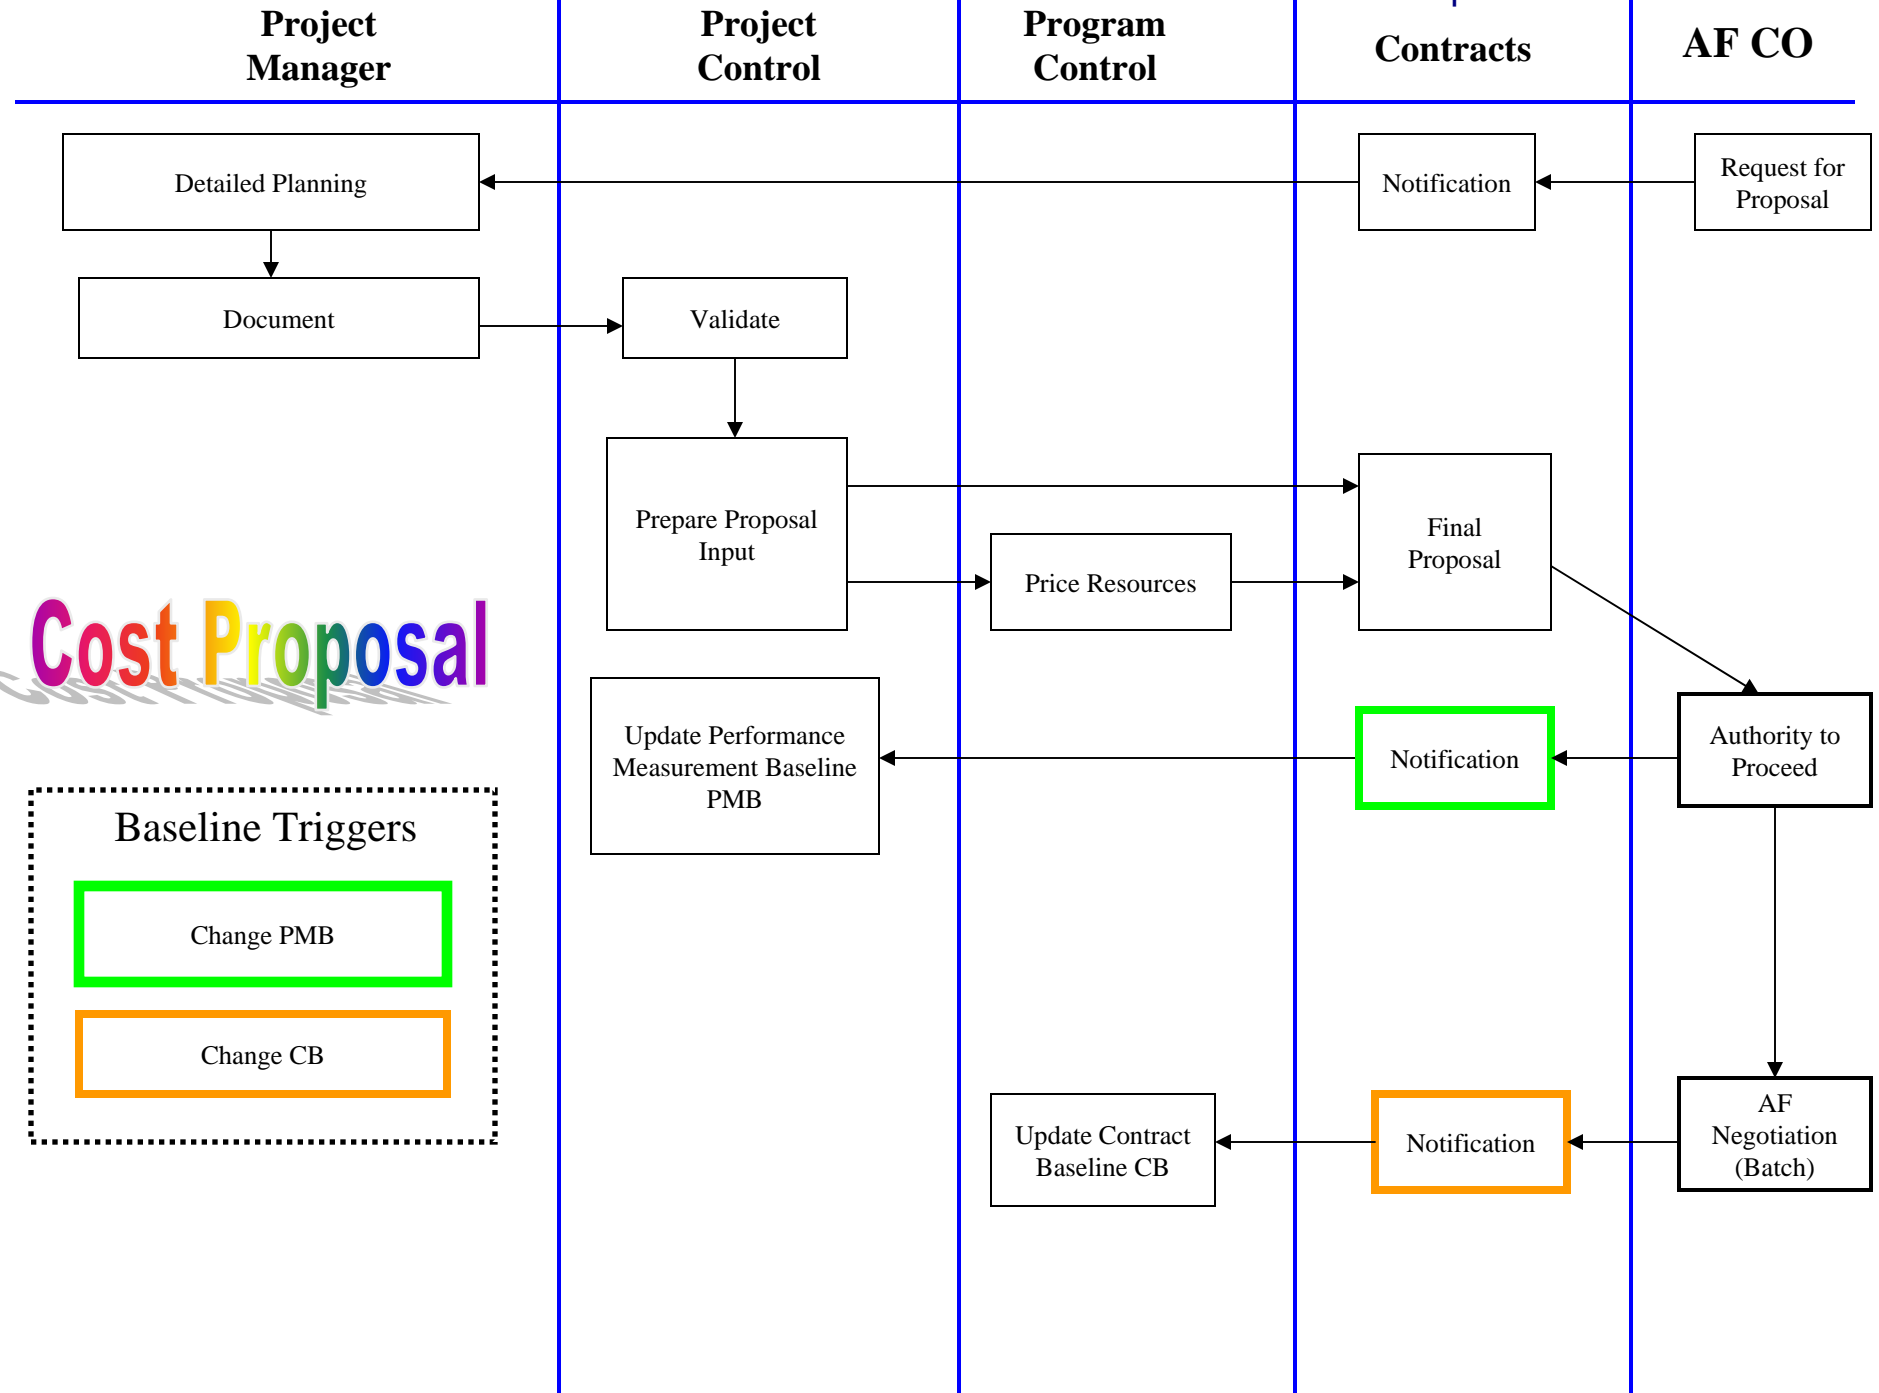 Project
Manager
Project
Control
Program
Control
Contracts
AF CO
Detailed Planning
Notification
Request for
Proposal
Document
Validate
Prepare Proposal
Input
Price Resources
Final
Proposal
Cost Proposal
Update Performance
Measurement Baseline
PMB
Notification
Authority to
Proceed
Baseline Triggers
Change PMB
Change CB
Update Contract
Baseline CB
Notification
AF
Negotiation
(Batch)